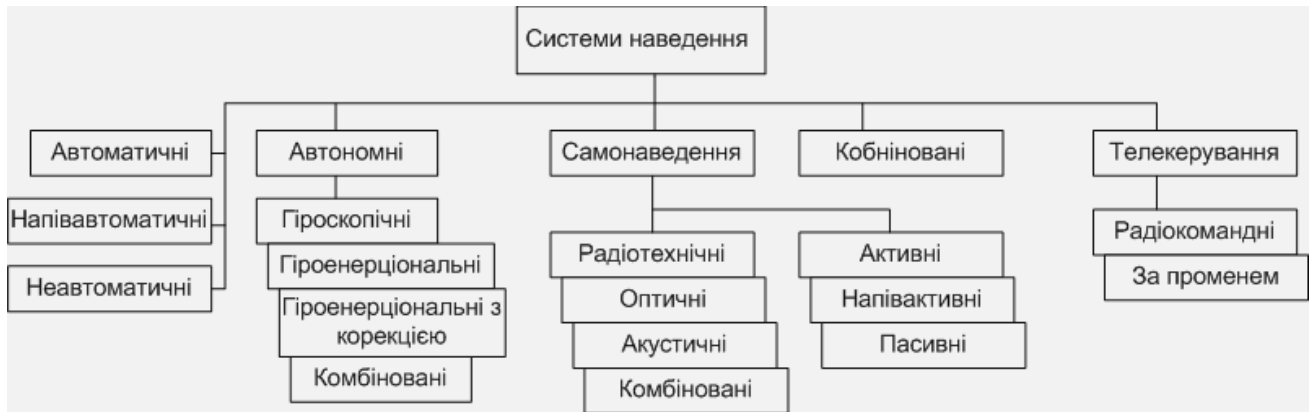 Системи наведення
Автоматичні
Напівавтоматичні
Неавтоматичні
Автономні
Гіроскопічні
Гіроенерціональні
Гіроенерціональні з
корекцією
Комбіновані
Самонаведення
Радіотехнічні
Оптичні
Акустичні
Комбіновані
Активні
Напівактивні
Пасивні
Кобніновані
Телекерування
Радіокомандні
За променем